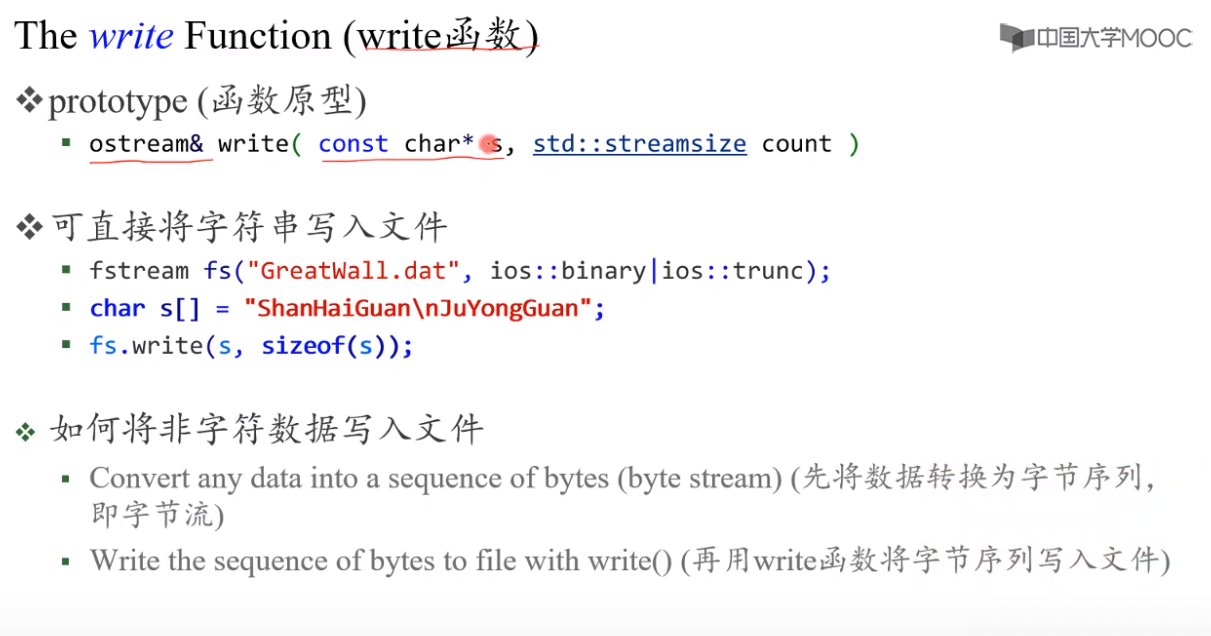 The write Function (write函数)
中国大学MOOC
prototype (函数原型)
ostream& write( const char* s, std::streamsize count )
可直接将字符串写入文件
fstream fs("GreatWall.dat", ios::binary|ios::trunc);
char s[] = "ShanHaiGuan\nJuYongGuan";
fs.write(s, sizeof(s));
如何将非字符数据写入文件
Convert any data into a sequence of bytes (byte stream) (先将数据转换为字节序列，
即字节流)
Write the sequence of bytes to file with write() (再用write函数将字节序列写入文件)